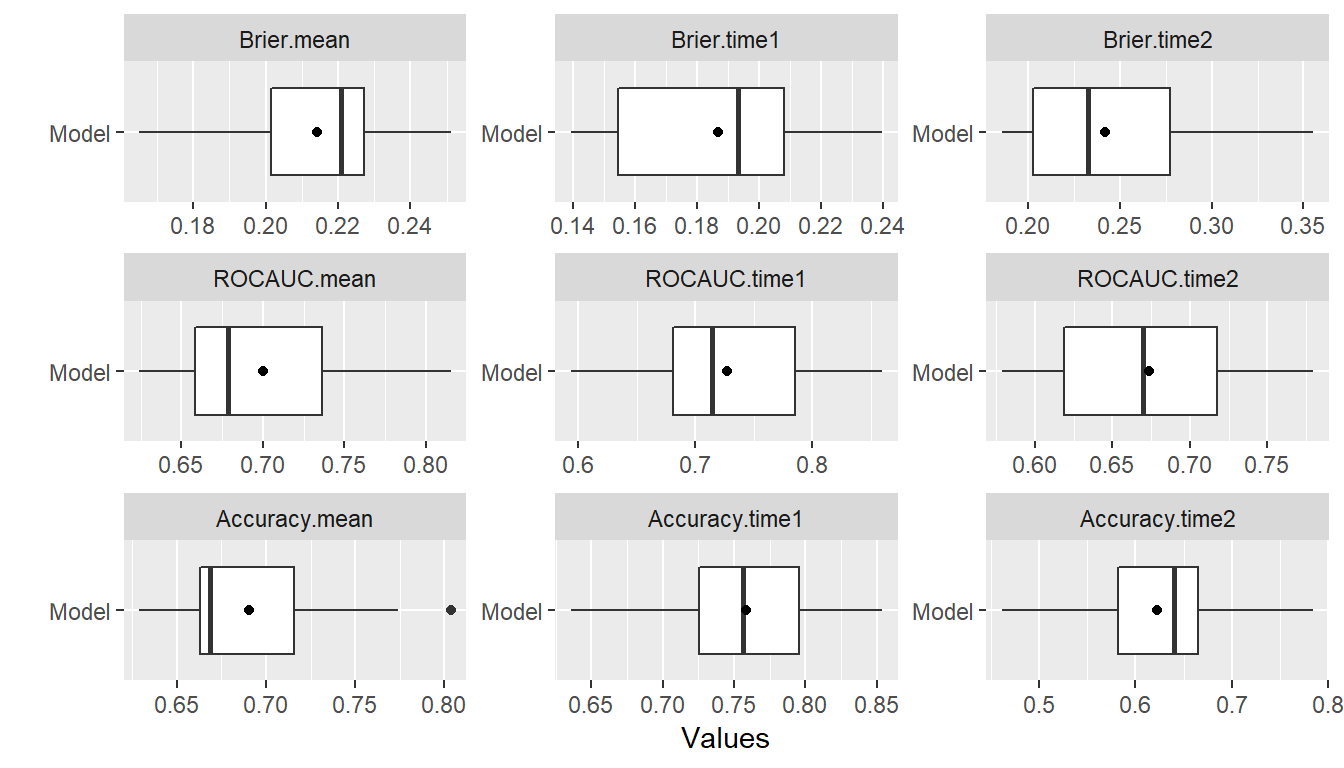 Brier.mean Brier.time1 Brier.time2
Model Model Model
0.18 0.20 0.22 0.24 0.14 0.16 0.18 0.20 0.22 0.24 0.20 0.25 0.30 0.35
ROCAUC.mean ROCAUC.time1 ROCAUC.time2
Model Model Model
0.65 0.70 0.75 0.80 0.6 0.7 0.8 0.60 0.65 0.70 0.75
Accuracy.mean Accuracy.time1 Accuracy.time2
Model Model Model
0.65 0.70 0.75 0.80 0.65 0.70 0.75 0.80 0.85 0.5 0.6 0.7 0.8
Values